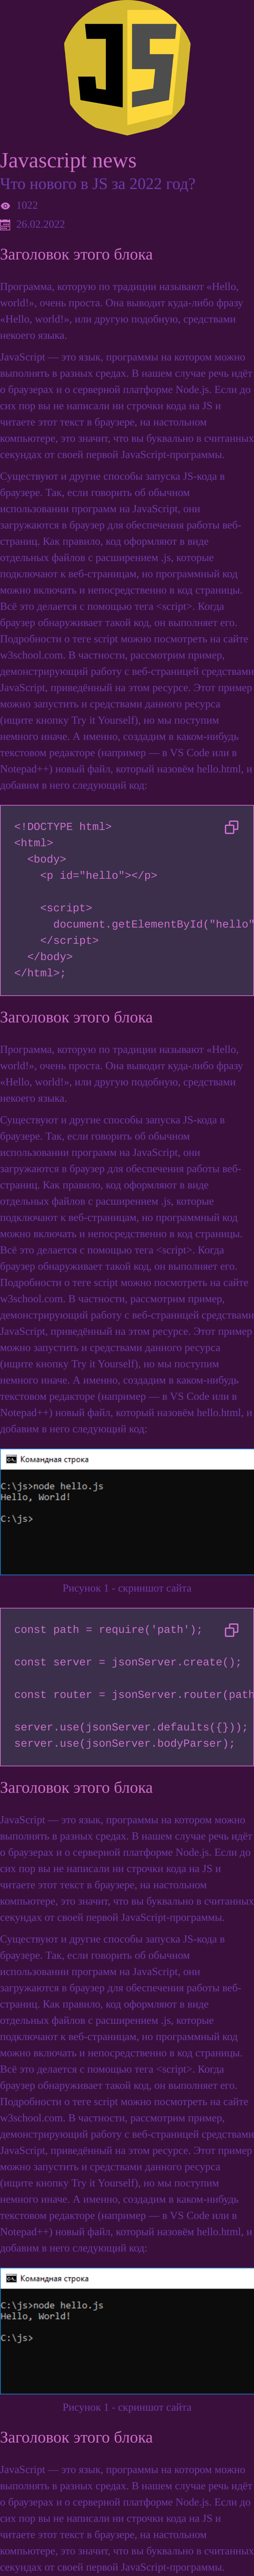 JS
Javascript news
Что нового в JS за 2022 год?
1022
26.02.2022
Заголовок этого блока
Программа, которую по традиции называют «Hello,
world!», очень проста. Она выводит куда-либо фразу
«Hello, world!», или другую подобную, средствами
некоего языка.
JavaScript — это язык, программы на котором можно
выполнять в разных средах. В нашем случае речь идёт
о браузерах и о серверной платформе Node.js. Если до
сих пор вы не написали ни строчки кода на JS и
читаете этот текст в браузере, на настольном
компьютере, это значит, что вы буквально в считанных
секундах от своей первой JavaScript-программы.
Существуют и другие способы запуска JS-кода в
браузере. Так, если говорить об обычном
использовании программ на JavaScript, они
загружаются в браузер для обеспечения работы веб-
страниц. Как правило, код оформляют в виде
отдельных файлов с расширением .js, которые
подключают к веб-страницам, но программный код
можно включать и непосредственно в код страницы.
Всё это делается с помощью тега <script>. Когда
браузер обнаруживает такой код, он выполняет его.
Подробности о теге script можно посмотреть на сайте
w3school.com. В частности, рассмотрим пример,
демонстрирующий работу с веб-страницей средствами
JavaScript, приведённый на этом ресурсе. Этот пример
можно запустить и средствами данного ресурса
(ищите кнопку Try it Yourself), но мы поступим
немного иначе. А именно, создадим в каком-нибудь
текстовом редакторе (например — в VS Code или в
Notepad++) новый файл, который назовём hello.html, и
добавим в него следующий код:
<!DOCTYPE html>
<html>
<body>
<p id="hello"></p>
<script>
document.getElementById("hello"
</script>
</body>
</html>;
Заголовок этого блока
Программа, которую по традиции называют «Hello,
world!», очень проста. Она выводит куда-либо фразу
«Hello, world!», или другую подобную, средствами
некоего языка.
Существуют и другие способы запуска JS-кода в
браузере. Так, если говорить об обычном
использовании программ на JavaScript, они
загружаются в браузер для обеспечения работы веб-
страниц. Как правило, код оформляют в виде
отдельных файлов с расширением .js, которые
подключают к веб-страницам, но программный код
можно включать и непосредственно в код страницы.
Всё это делается с помощью тега <script>. Когда
браузер обнаруживает такой код, он выполняет его.
Подробности о теге script можно посмотреть на сайте
w3school.com. В частности, рассмотрим пример,
демонстрирующий работу с веб-страницей средствами
JavaScript, приведённый на этом ресурсе. Этот пример
можно запустить и средствами данного ресурса
(ищите кнопку Try it Yourself), но мы поступим
немного иначе. А именно, создадим в каком-нибудь
текстовом редакторе (например — в VS Code или в
Notepad++) новый файл, который назовём hello.html, и
добавим в него следующий код:
Командная строка
C:\js>node hello.js
Hello, World!
C:\js>
Рисунок 1 - скриншот сайта
const path = require('path');
const server = jsonServer.create();
const router = jsonServer.router(path
server.use(jsonServer.defaults({}));
server.use(jsonServer.bodyParser);
Заголовок этого блока
JavaScript — это язык, программы на котором можно
выполнять в разных средах. В нашем случае речь идёт
о браузерах и о серверной платформе Node.js. Если до
сих пор вы не написали ни строчки кода на JS и
читаете этот текст в браузере, на настольном
компьютере, это значит, что вы буквально в считанных
секундах от своей первой JavaScript-программы.
Существуют и другие способы запуска JS-кода в
браузере. Так, если говорить об обычном
использовании программ на JavaScript, они
загружаются в браузер для обеспечения работы веб-
страниц. Как правило, код оформляют в виде
отдельных файлов с расширением .js, которые
подключают к веб-страницам, но программный код
можно включать и непосредственно в код страницы.
Всё это делается с помощью тега <script>. Когда
браузер обнаруживает такой код, он выполняет его.
Подробности о теге script можно посмотреть на сайте
w3school.com. В частности, рассмотрим пример,
демонстрирующий работу с веб-страницей средствами
JavaScript, приведённый на этом ресурсе. Этот пример
можно запустить и средствами данного ресурса
(ищите кнопку Try it Yourself), но мы поступим
немного иначе. А именно, создадим в каком-нибудь
текстовом редакторе (например — в VS Code или в
Notepad++) новый файл, который назовём hello.html, и
добавим в него следующий код:
Командная строка
C:\js>node hello.js
Hello, World!
C:\js>
Рисунок 1 - скриншот сайта
Заголовок этого блока
JavaScript — это язык, программы на котором можно
выполнять в разных средах. В нашем случае речь идёт
о браузерах и о серверной платформе Node.js. Если до
сих пор вы не написали ни строчки кода на JS и
читаете этот текст в браузере, на настольном
компьютере, это значит, что вы буквально в считанных
секундах от своей первой JavaScript-программы.